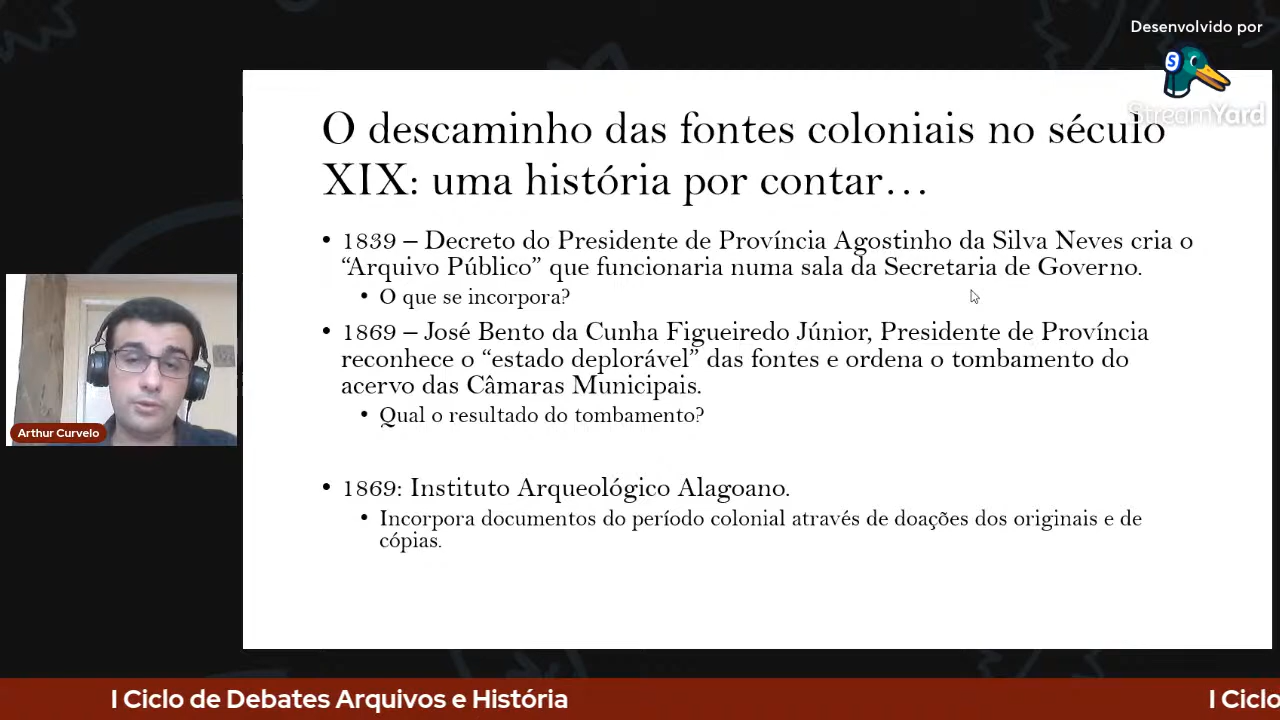 Desenvolvido por
StreamYard
O descaminho das fontes coloniais no século
XIX: uma história por contar…
• 1839 – Decreto do Presidente de Província Agostinho da Silva Neves cria o
“Arquivo Público” que funcionaria numa sala da Secretaria de Governo.
• O que se incorpora?
• 1869 – José Bento da Cunha Figueiredo Júnior, Presidente de Província
reconhece o “estado deplorável” das fontes e ordena o tombamento do
acervo das Câmaras Municipais.
• Qual o resultado do tombamento?
• 1869: Instituto Arqueológico Alagoano.
• Incorpora documentos do período colonial através de doações dos originais e de
cópias.
Arthur Curvelo
I Ciclo de Debates Arquivos e História
I Ciclo